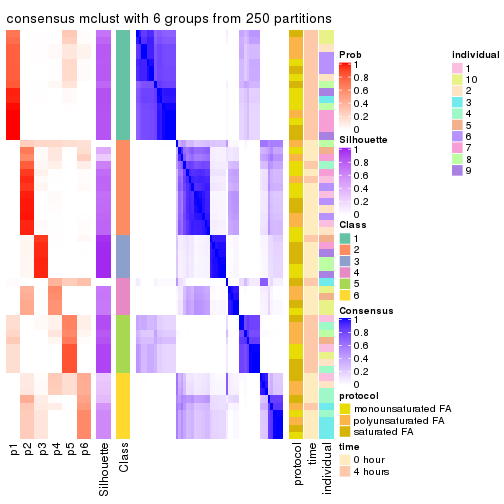 consensus mclust with 6 groups from 250 partitions
p1
p2
p3
p4
p5
p6
Silhouette
Class
protocol
time
individual
Prob
1
0.8
0.6
0.4
0.2
0
Silhouette
1
0.8
0.6
0.4
0.2
0
Class
1
2
3
4
5
6
Consensus
1
0.8
0.6
0.4
0.2
0
protocol
monounsaturated FA
polyunsaturated FA
saturated FA
time
0 hour
4 hours
individual
1
10
2
3
4
5
6
7
8
9